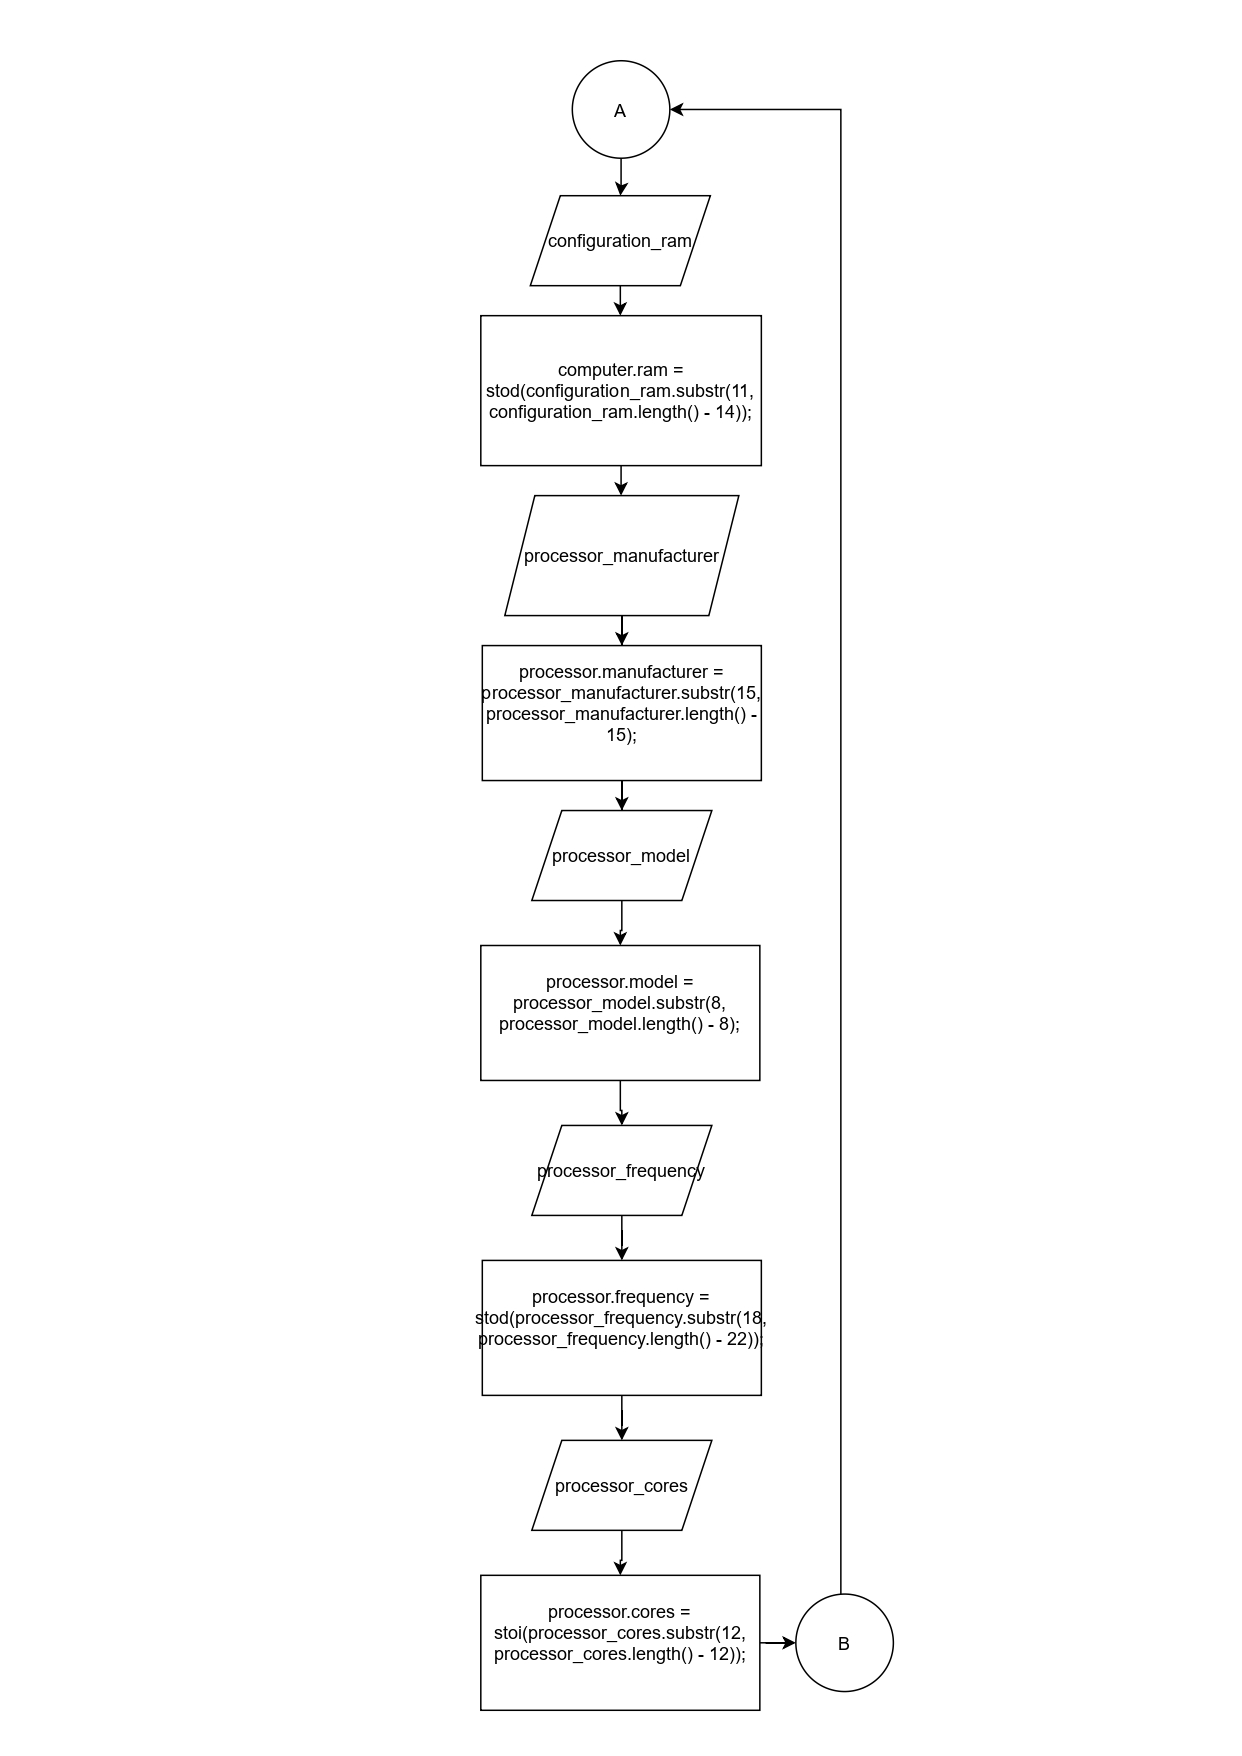 A
configuration_ram
computer.ram =
stod(configuration_ram.substr(11,
configuration_ram.length() - 14));
processor_manufacturer
processor.manufacturer =
processor_manufacturer.substr(15,
processor_manufacturer.length() -
15);
processor_model
processor.model =
processor_model.substr(8,
processor_model.length() - 8);
processor_frequency
processor.frequency =
stod(processor_frequency.substr(18,
processor_frequency.length() - 22));
processor_cores
processor.cores =
stoi(processor_cores.substr(12,
processor_cores.length() - 12));
B